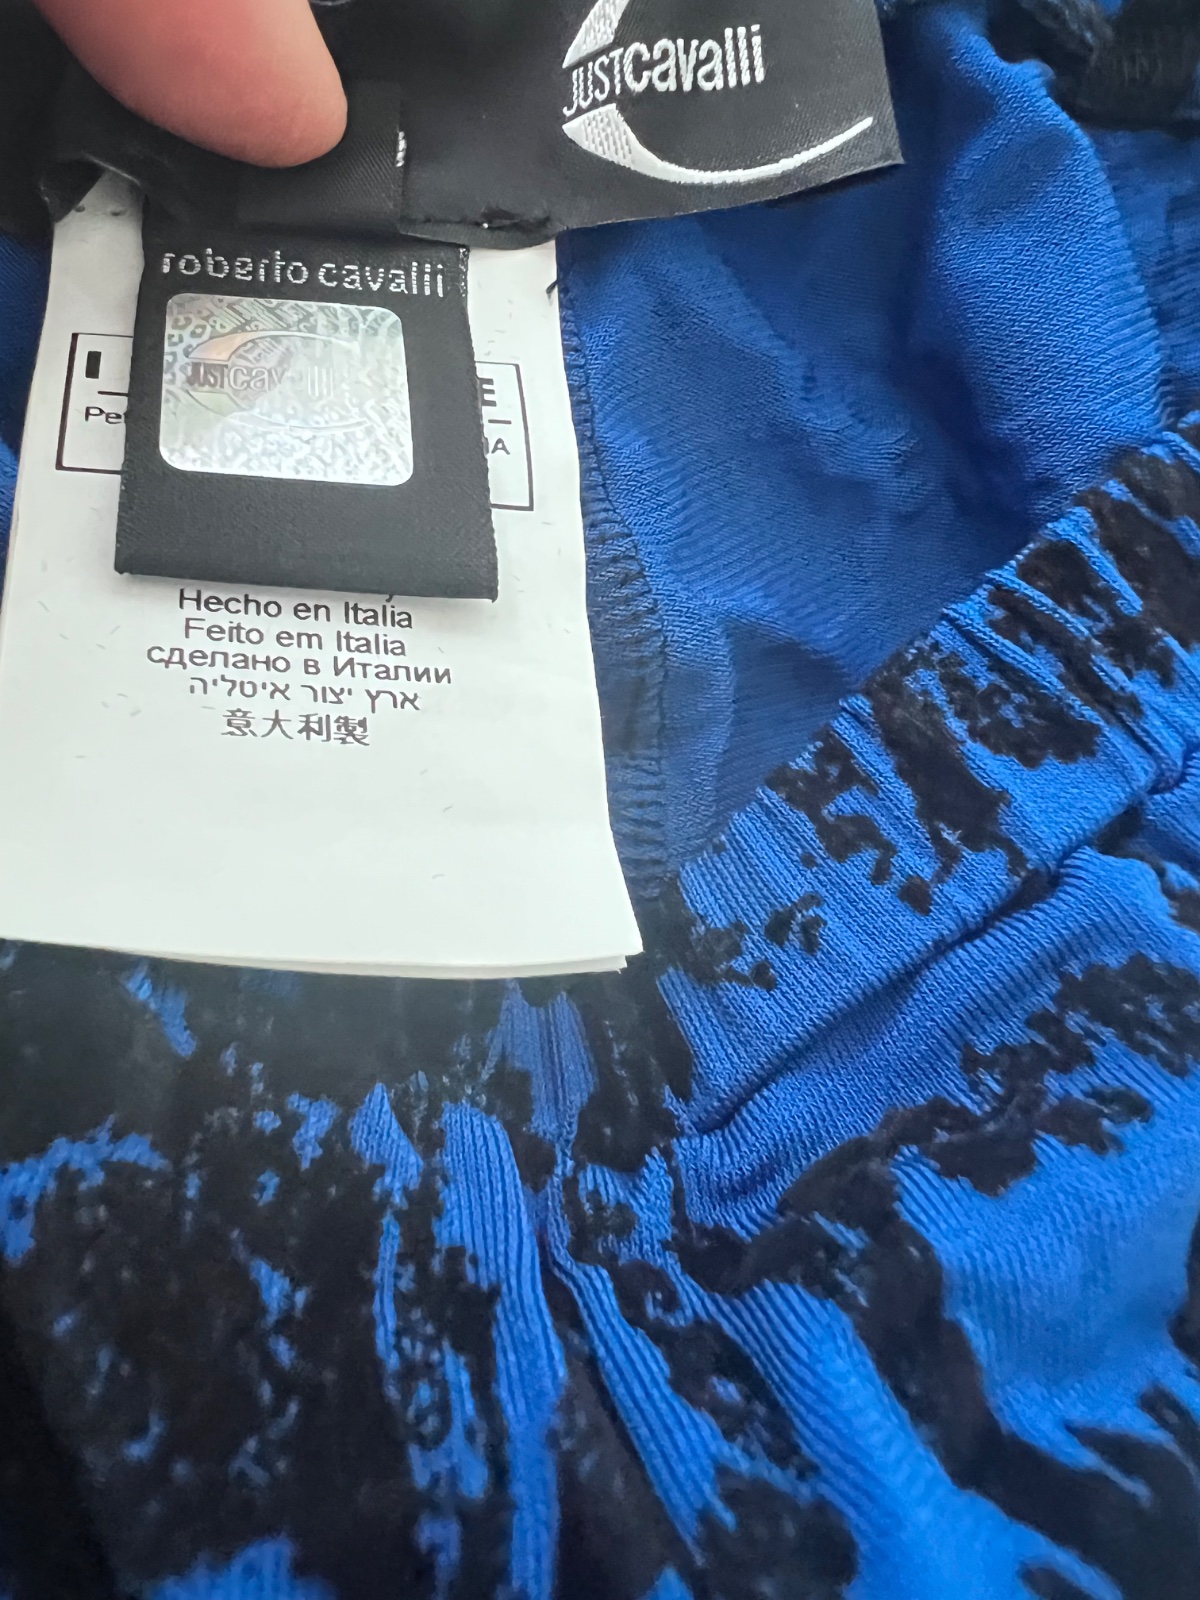 JUSTcavalli
roberto cavalli
JUSTcavalli
Hecho en Italia
Feito em Italia
сделано в Италии
ארץ יצור איטליה
意大利製